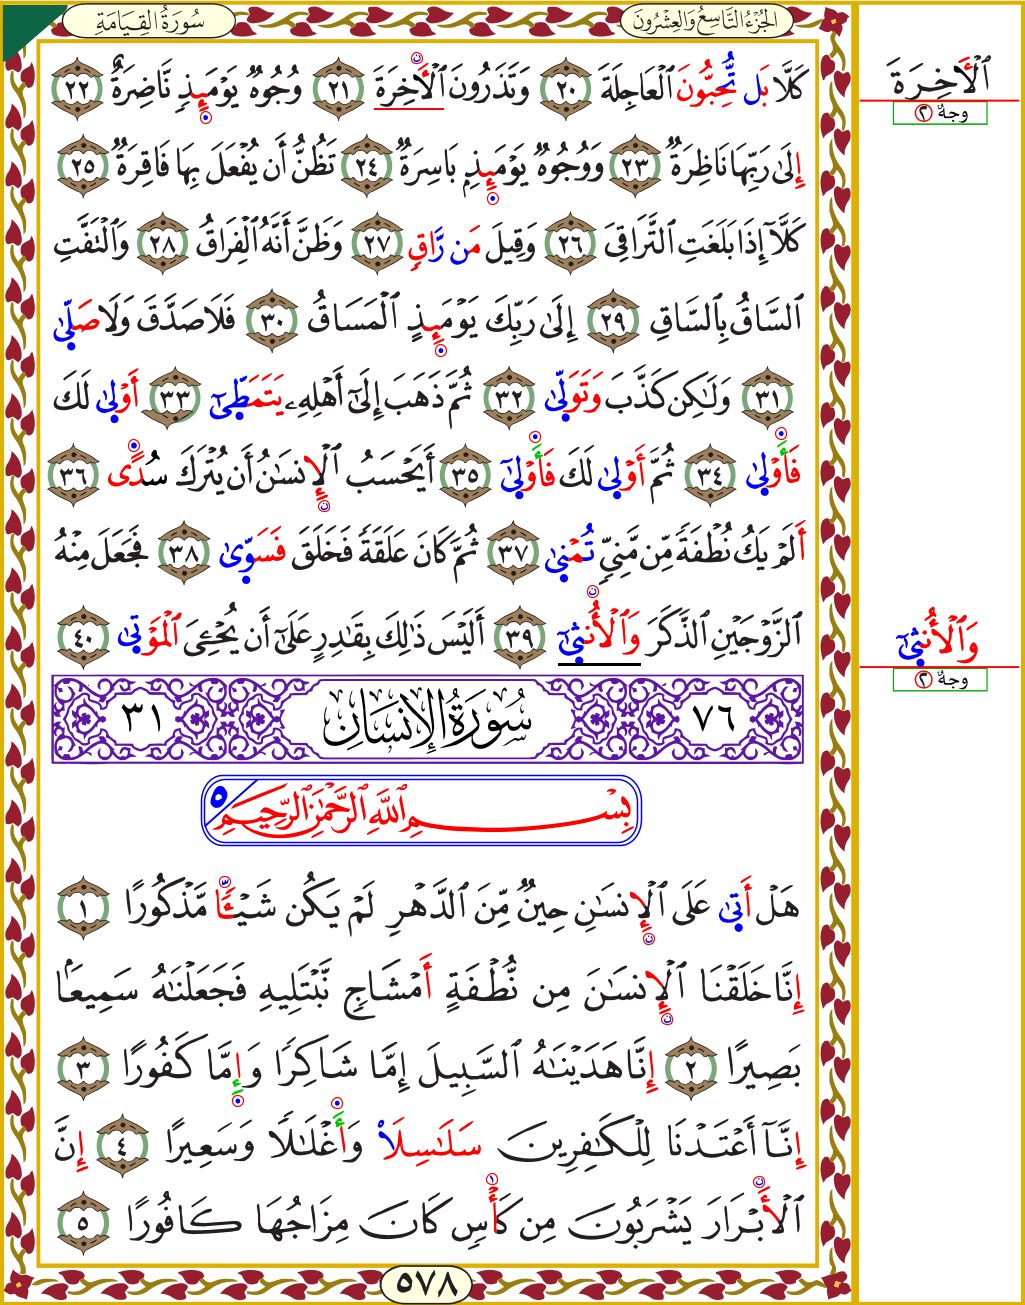 سُورَةُ القِيَامَةِ
الجُزْءُ التَّاسِعُ وَالعِشْرُونَ
كَلَّا بَل تُّحِبُّونَ ٱلْعَاجِلَةَ ٢٠ وَتَذَرُونَ ٱلْأَخِرَةَ ٢١ وُجُوهٌ يَوْمَئِذٍ نَّاضِرَةٌ ٢٢
إِلَىٰ رَبِّهَا نَاظِرَةٌ ٢٣ وَوُجُوهٌ يَوْمَئِذٍ بَاسِرَةٌ ٢٤ تَظُنُّ أَن يُفْعَلَ بِهَا فَاقِرَةٌ ٢٥
كَلَّآ إِذَا بَلَغَتِ ٱلتَّرَاقِىَ ٢٦ وَقِيلَ مَن رَّاقٍ ٢٧ وَظَنَّ أَنَّهُ ٱلْفِرَاقُ ٢٨ وَٱلْتَفَّتِ
ٱلسَّاقُ بِٱلسَّاقِ ٢٩ إِلَىٰ رَبِّكَ يَوْمَئِذٍ ٱلْمَسَاقُ ٣٠ فَلَا صَدَّقَ وَلَا صَلَّىٰ
٣١ وَلَـٰكِن كَذَّبَ وَتَوَلَّىٰ ٣٢ ثُمَّ ذَهَبَ إِلَىٰٓ أَهْلِهِۦ يَتَمَطَّىٰٓ ٣٣ أَوْلَىٰ لَكَ
فَأَوْلَىٰ ٣٤ ثُمَّ أَوْلَىٰ لَكَ فَأَوْلَىٰٓ ٣٥ أَيَحْسَبُ ٱلْإِنسَـٰنُ أَن يُتْرَكَ سُدًى ٣٦
أَلَمْ يَكُ نُطْفَةً مِّن مَّنِىٍّ تُمْنَىٰ ٣٧ ثُمَّ كَانَ عَلَقَةً فَخَلَقَ فَسَوَّىٰ ٣٨ فَجَعَلَ مِنْهُ
ٱلزَّوْجَيْنِ ٱلذَّكَرَ وَٱلْأُنثَىٰٓ ٣٩ أَلَيْسَ ذَٰلِكَ بِقَـٰدِرٍ عَلَىٰٓ أَن يُحْـِۧىَ ٱلْمَوْتَىٰ ٤٠
٧٦ سُورَةُ الإِنسَانِ ٣١
بِسْمِ ٱللَّهِ ٱلرَّحْمَـٰنِ ٱلرَّحِيمِ ٥
هَلْ أَتَىٰ عَلَى ٱلْإِنسَـٰنِ حِينٌ مِّنَ ٱلدَّهْرِ لَمْ يَكُن شَيْـًٔا مَّذْكُورًا ١
إِنَّا خَلَقْنَا ٱلْإِنسَـٰنَ مِن نُّطْفَةٍ أَمْشَاجٍ نَّبْتَلِيهِ فَجَعَلْنَـٰهُ سَمِيعًۢا
بَصِيرًا ٢ إِنَّا هَدَيْنَـٰهُ ٱلسَّبِيلَ إِمَّا شَاكِرًا وَإِمَّا كَفُورًا ٣
إِنَّآ أَعْتَدْنَا لِلْكَـٰفِرِينَ سَلَـٰسِلَا۟ وَأَغْلَـٰلًا وَسَعِيرًا ٤ إِنَّ
ٱلْأَبْرَارَ يَشْرَبُونَ مِن كَأْسٍ كَانَ مِزَاجُهَا كَافُورًا ٥
٥٧٨
ٱلْأَخِرَةَ
٢ وجهٌ
وَٱلْأُنثَىٰٓ
٢ وجهٌ